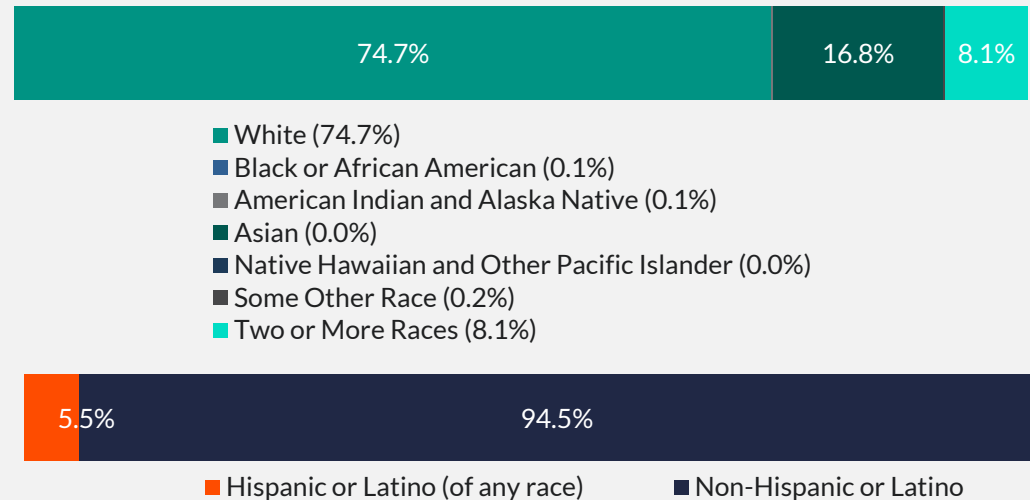 74.7% 16.8% 8.1%
White (74.7%)
Black or African American (0.1%)
American Indian and Alaska Native (0.1%)
Asian (0.0%)
Native Hawaiian and Other Pacific Islander (0.0%)
Some Other Race (0.2%)
Two or More Races (8.1%)
5.5% 94.5%
Hispanic or Latino (of any race) Non-Hispanic or Latino